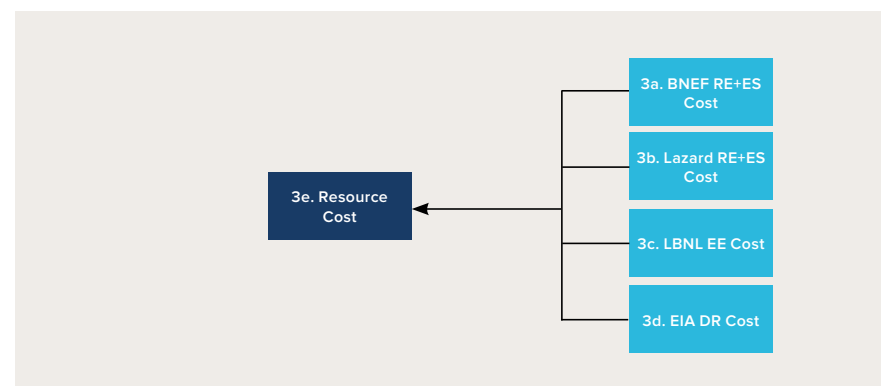 3a. BNEF RE+ES
Cost
3b. Lazard RE+ES
Cost
3e. Resource
Cost
3c. LBNL EE Cost
3d. EIA DR Cost